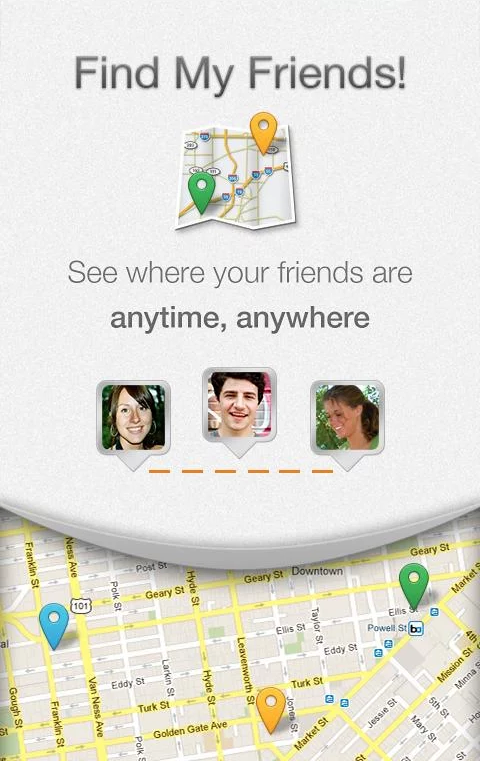 Find My Friends!
See where your friends are
anytime, anywhere
Franklin St
Ness Ave
Post St
Downtown
Geary St
Geary St
Geary St
Market St
101
Polk St
Hyde St
Taylor St
Ellis St
Powell St
Ellis St
Eddy St
4th
Eddy St
Larkin St
Hyde St
Leavenworth St
Turk St
Mission St
Minna
Gough St
Franklin St
Van Ness Ave
Turk St
Jones St
Jessie St
5th St
Mary St
Golden Gate Ave
Polk St
Market St